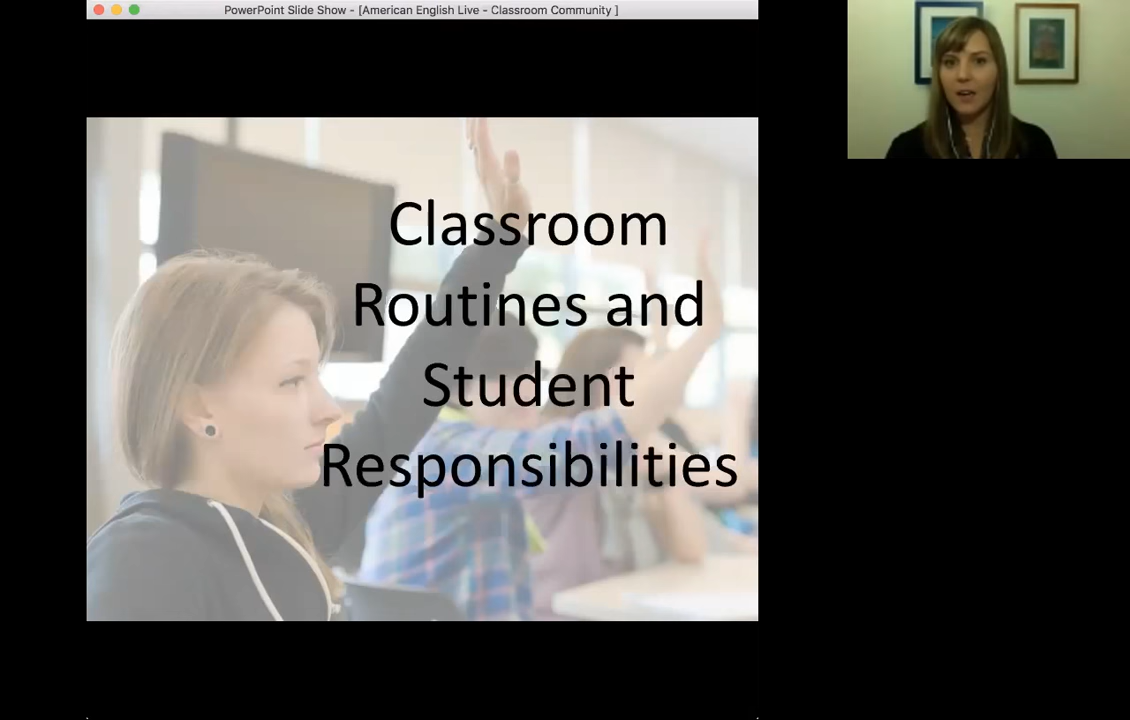 PowerPoint Slide Show - [American English Live - Classroom Community ]
Classroom
Routines and
Student
Responsibilities